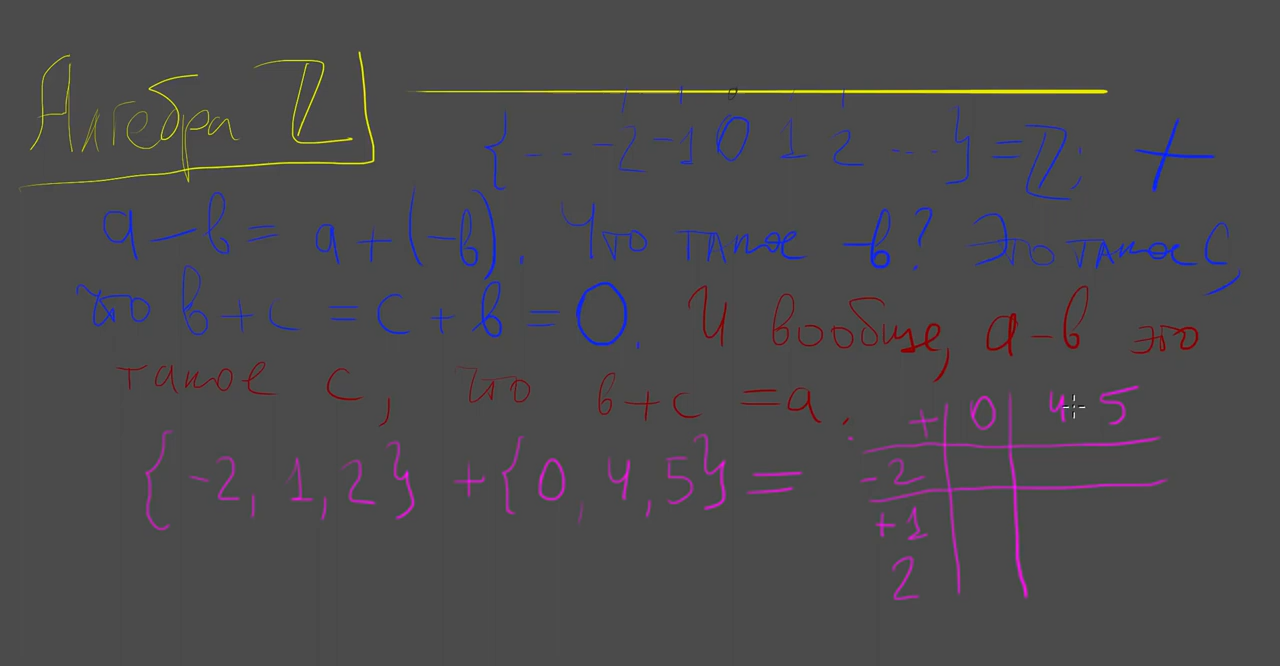 Алгебра ℤ
0
{... -2 -1 0 1 2 ...} = ℤ; +
а - в = а + (-в). Что такое -в? Это такое с,
что в + с = с + в = 0. И вообще, а - в это
такое с, что в + с = а.
{-2, 1, 2} + {0, 4, 5} =
+ 0 4 5
-2
+1
2